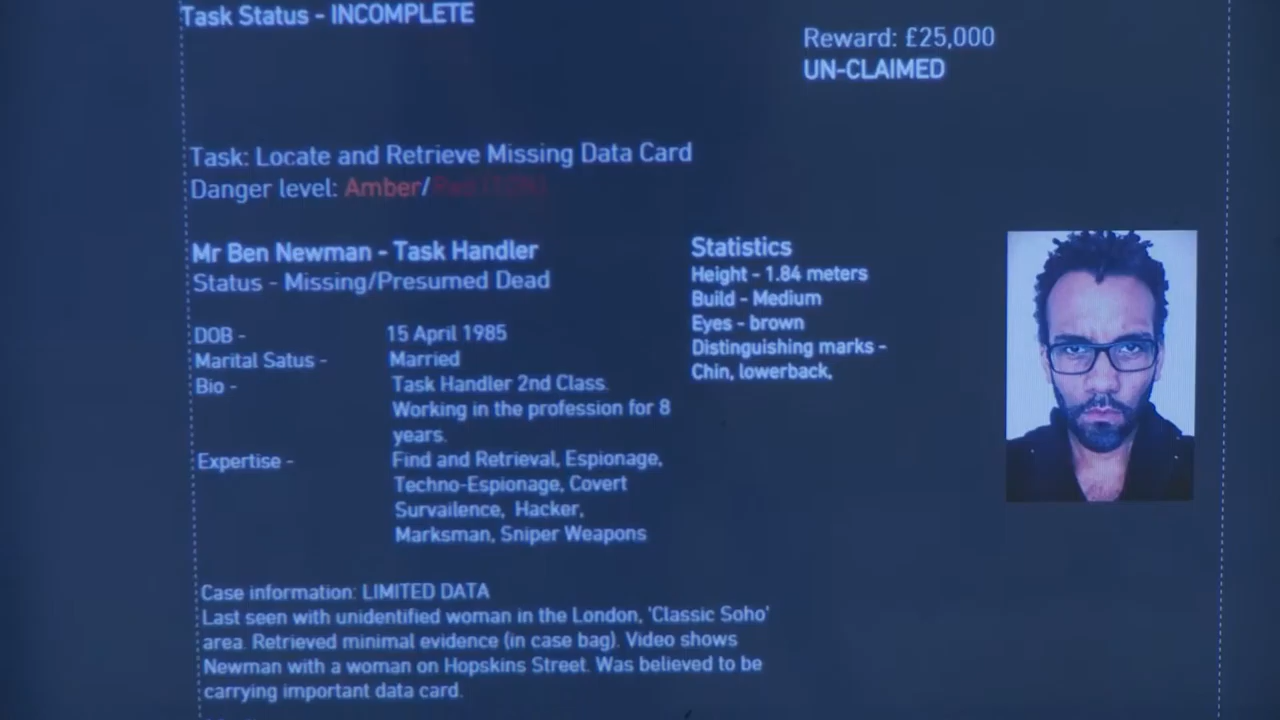 Task Status - INCOMPLETE
Reward: £25,000
UN-CLAIMED
Task: Locate and Retrieve Missing Data Card
Danger level: Amber/
Mr Ben Newman - Task Handler
Status - Missing/Presumed Dead
DOB - 15 April 1985
Marital Satus - Married
Bio - Task Handler 2nd Class.
Working in the profession for 8
years.
Expertise - Find and Retrieval, Espionage,
Techno-Espionage, Covert
Survailence, Hacker,
Marksman, Sniper Weapons
Statistics
Height - 1.84 meters
Build - Medium
Eyes - brown
Distinguishing marks -
Chin, lowerback,
Case information: LIMITED DATA
Last seen with unidentified woman in the London, 'Classic Soho'
area. Retrieved minimal evidence (in case bag). Video shows
Newman with a woman on Hopskins Street. Was believed to be
carrying important data card.